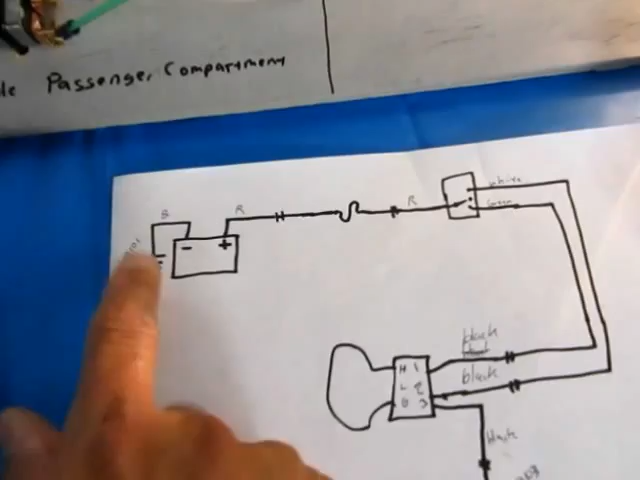 Passenger Compartment
B
R
R
white
Green
- +
black
black
H 1
L 2
G 3
black